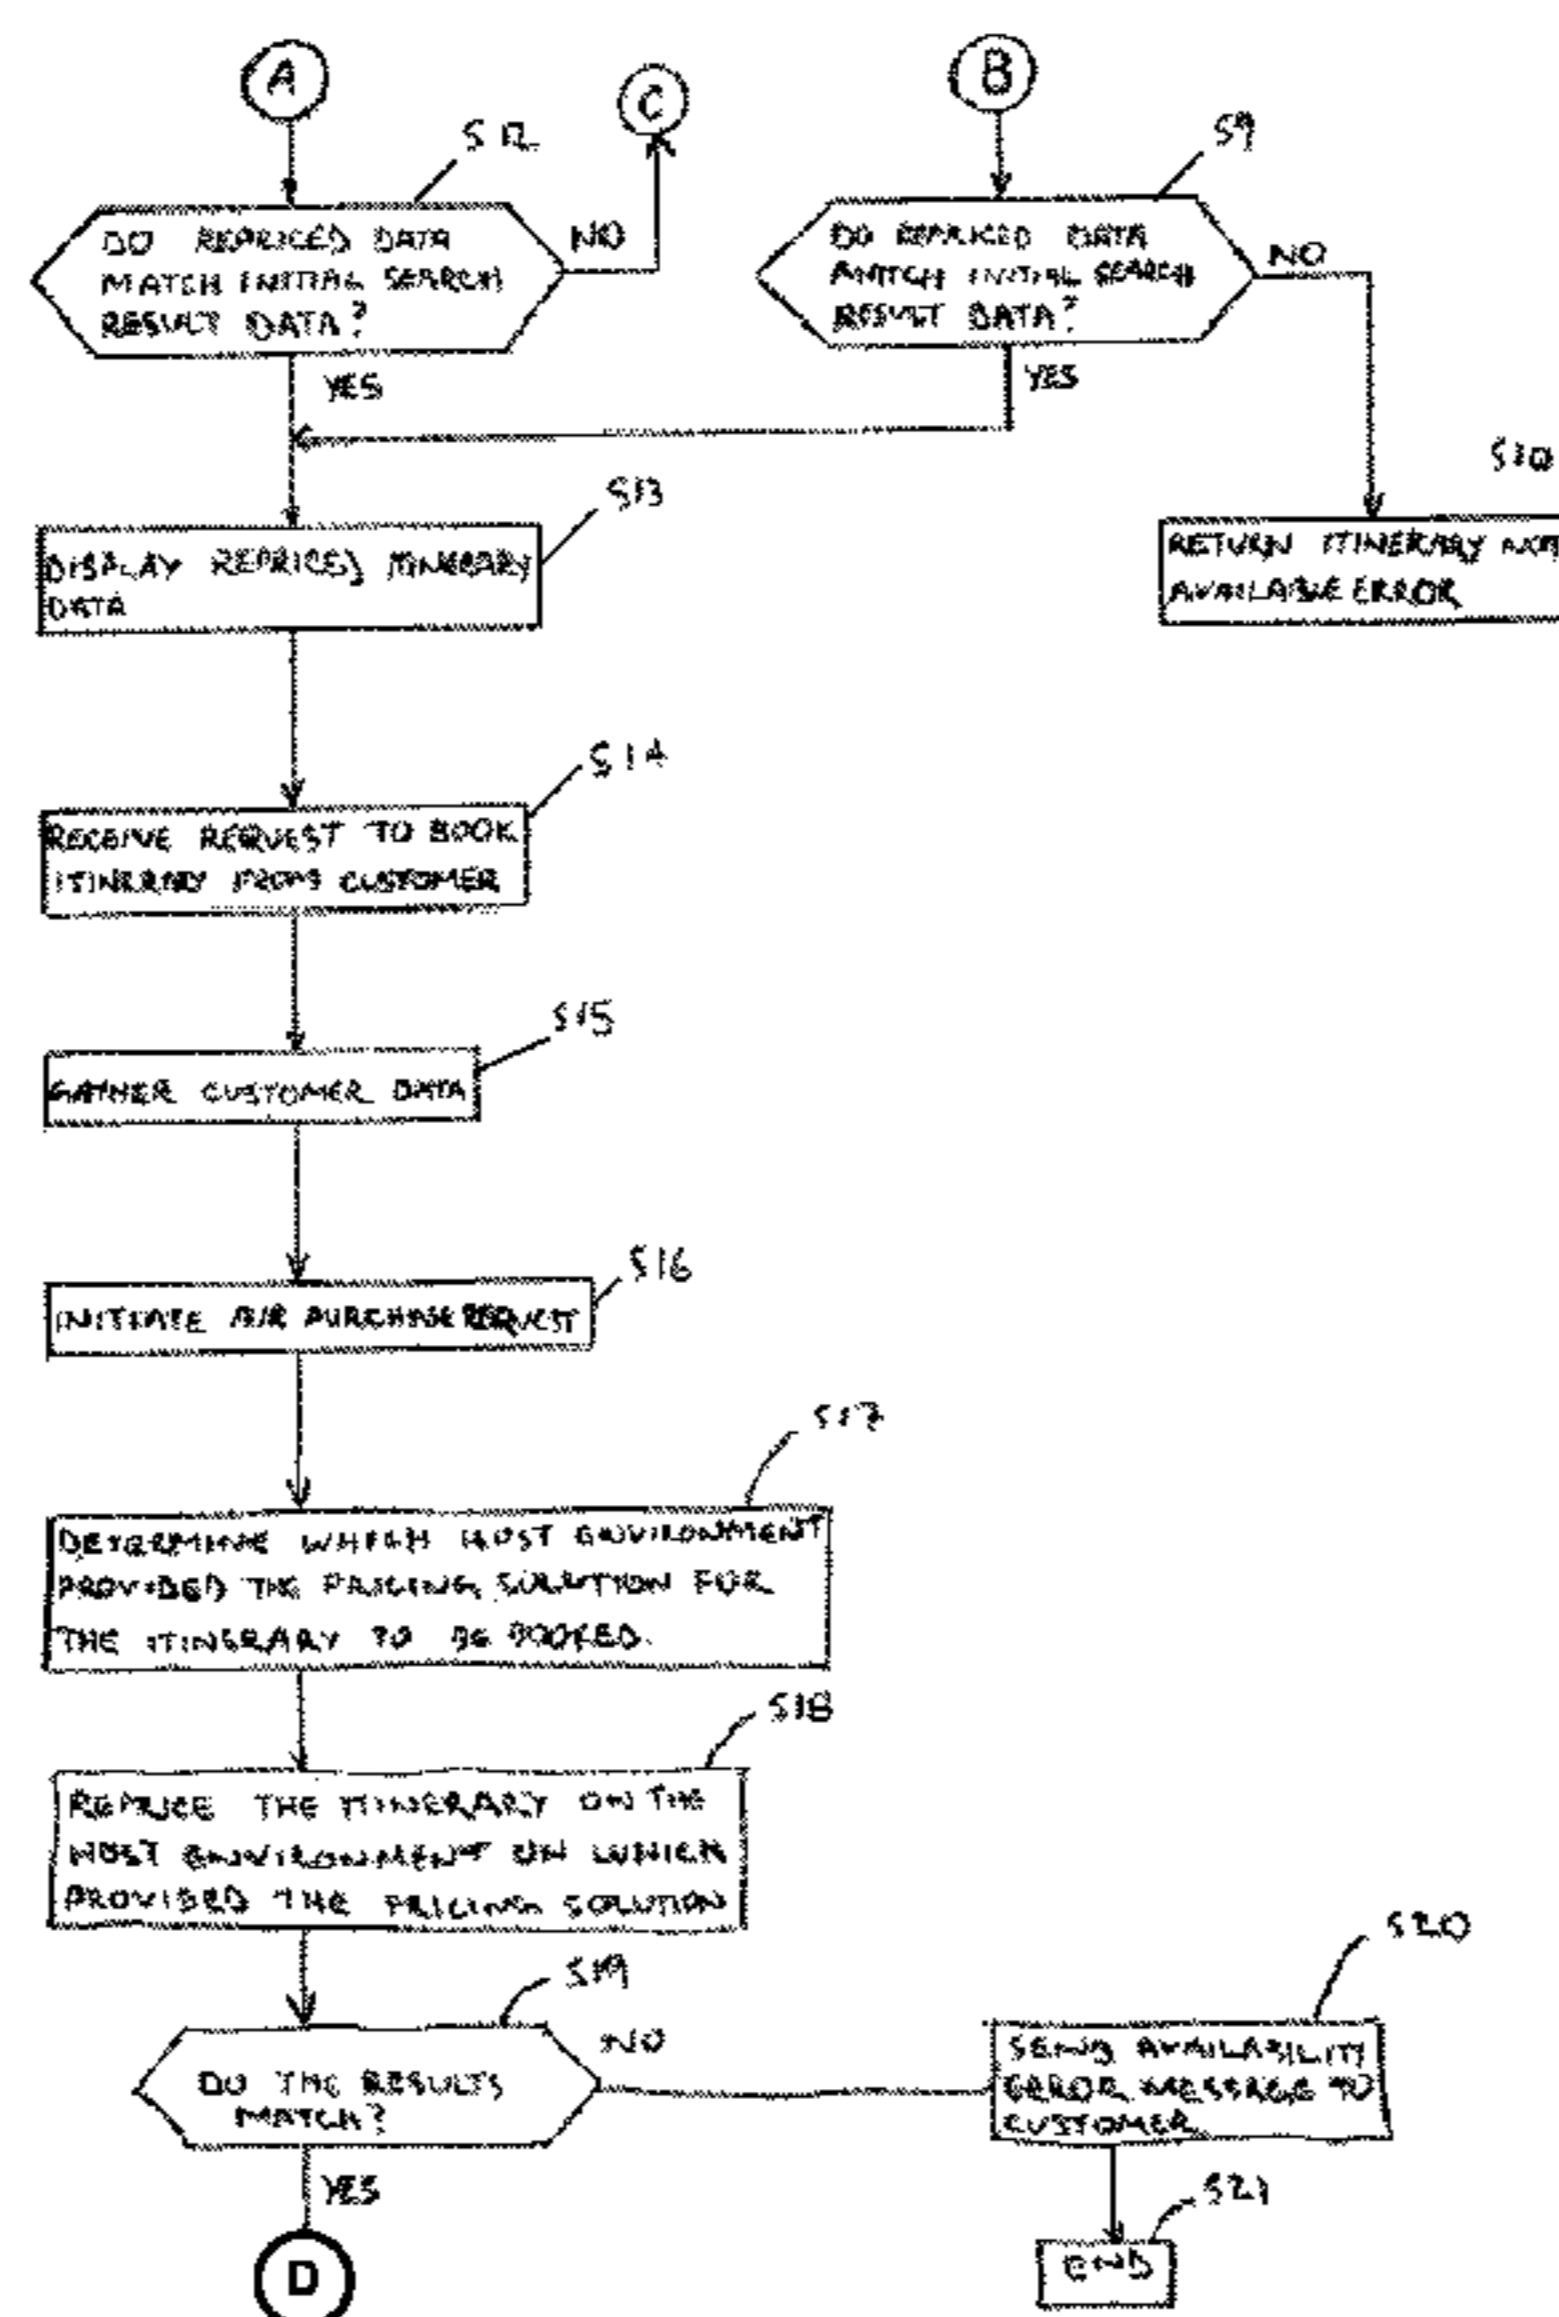 A
C
B
S12
S9
DO REPRICED DATA
MATCH INITIAL SEARCH
RESULT DATA?
NO
DO REPRICED DATA
MATCH INITIAL SEARCH
RESULT DATA?
NO
YES
YES
S10
S13
DISPLAY REPRICED ITINERARY
DATA
RETURN ITINERARY NOT
AVAILABLE ERROR
S14
RECEIVE REQUEST TO BOOK
ITINERARY FROM CUSTOMER
S15
GATHER CUSTOMER DATA
S16
INITIATE AIR PURCHASE REQUEST
S17
DETERMINE WHICH HOST ENVIRONMENT
PROVIDED THE PRICING SOLUTION FOR
THE ITINERARY TO BE BOOKED.
S18
REPRICE THE ITINERARY ON THE
HOST ENVIRONMENT ON WHICH
PROVIDED THE PRICING SOLUTION
S19
S20
DO THE RESULTS
MATCH?
NO
SEND AVAILABILITY
ERROR MESSAGE TO
CUSTOMER
YES
S21
D
END